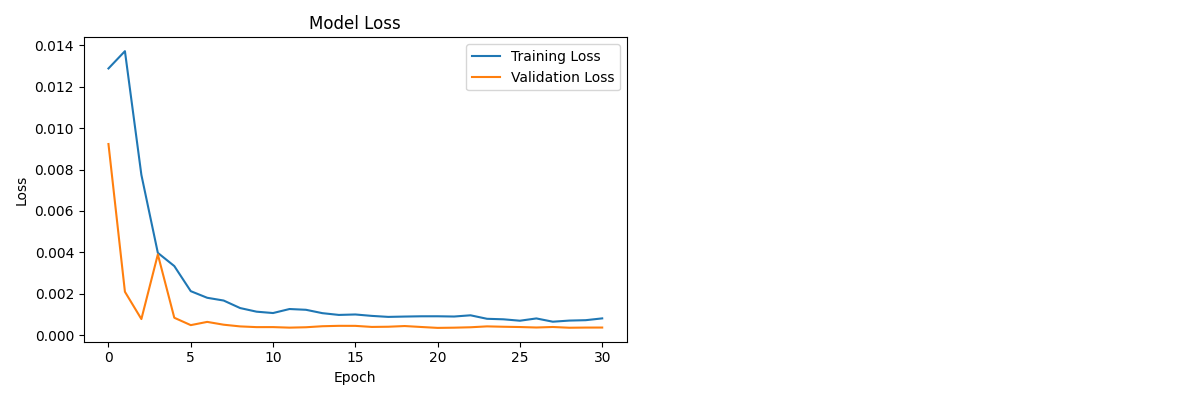 Model Loss
0.014
0.012
0.010
0.008
0.006
0.004
0.002
0.000
Loss
Training Loss
Validation Loss
0 5 10 15 20 25 30
Epoch